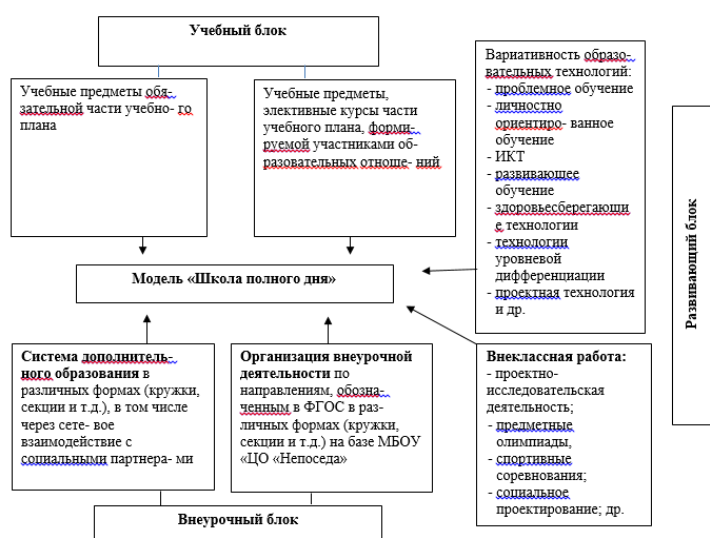 Учебный блок
Учебные предметы обя-
зательной части учебно- го
плана
Учебные предметы,
элективные курсы части
учебного плана, форми-
руемой участниками об-
разовательных отноше- ний
Вариативность образо-
вательных технологий:
- проблемное обучение
- личностно
ориентиро- ванное
обучение
- ИКТ
- развивающее
обучение
- здоровьесберегающи
е технологии
- технологии
уровневой
дифференциации
- проектная технология
и др.
Развивающий блок
Модель «Школа полного дня»
Система дополнитель-
ного образования в
различных формах (кружки,
секции и т.д.), в том числе
через сете- вое
взаимодействие с
социальными партнера- ми
Организация внеурочной
деятельности по
направлениям, обозна-
ченным в ФГОС в раз-
личных формах (кружки,
секции и т.д.) на базе МБОУ
«ЦО «Непоседа»
Внеклассная работа:
- проектно-
исследовательская
деятельность;
- предметные
олимпиады,
- спортивные
соревнования;
- социальное
проектирование; др.
Внеурочный блок